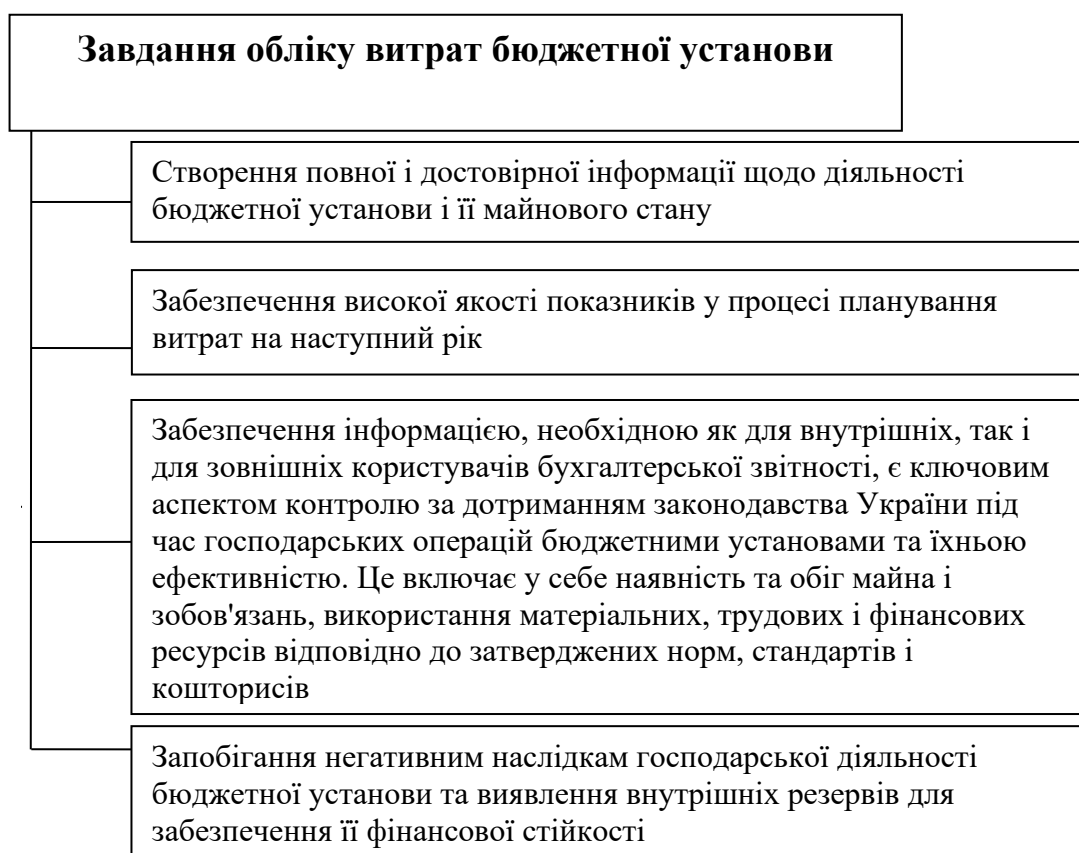 Завдання обліку витрат бюджетної установи
Створення повної і достовірної інформації щодо діяльності
бюджетної установи і її майнового стану
Забезпечення високої якості показників у процесі планування
витрат на наступний рік
Забезпечення інформацією, необхідною як для внутрішніх, так і
для зовнішніх користувачів бухгалтерської звітності, є ключовим
аспектом контролю за дотриманням законодавства України під
час господарських операцій бюджетними установами та їхньою
ефективністю. Це включає у себе наявність та обіг майна і
зобов'язань, використання матеріальних, трудових і фінансових
ресурсів відповідно до затверджених норм, стандартів і
кошторисів
Запобігання негативним наслідкам господарської діяльності
бюджетної установи та виявлення внутрішніх резервів для
забезпечення її фінансової стійкості